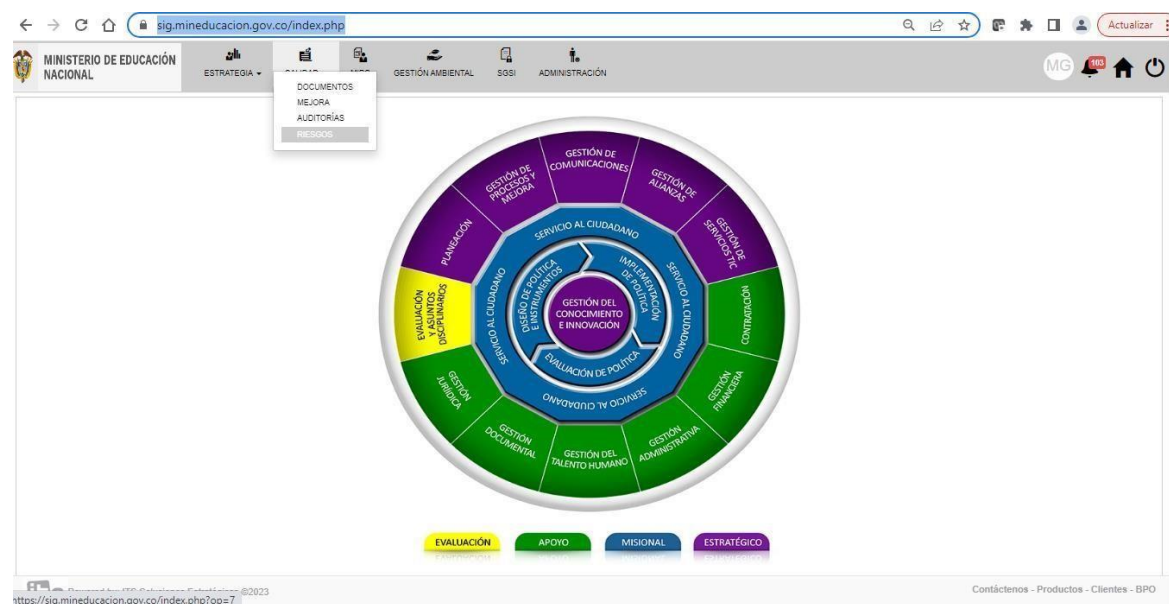 sig.mineducacion.gov.co/index.php
Actualizar
MINISTERIO DE EDUCACIÓN
NACIONAL
ESTRATEGIA
GESTIÓN AMBIENTAL
SGSI
ADMINISTRACIÓN
MG
103
DOCUMENTOS
MEJORA
AUDITORÍAS
RIESGOS
GESTIÓN DE
COMUNICACIONES
GESTIÓN DE
PROCESOS Y
MEJORA
GESTIÓN DE
ALIANZAS
PLANEACIÓN
GESTIÓN DE
SERVICIOS TIC
SERVICIO AL CIUDADANO
SERVICIO AL CIUDADANO
SERVICIO AL CIUDADANO
DISEÑO DE POLÍTICA
E INSTRUMENTOS
IMPLEMENTACIÓN
DE POLÍTICA
EVALUACIÓN
Y ASUNTOS
DISCIPLINARIOS
GESTIÓN DEL
CONOCIMIENTO
E INNOVACIÓN
CONTRATACIÓN
EVALUACIÓN DE POLÍTICA
SERVICIO AL CIUDADANO
GESTIÓN
JURÍDICA
GESTIÓN
FINANCIERA
GESTIÓN
DOCUMENTAL
GESTIÓN DEL
TALENTO HUMANO
GESTIÓN
ADMINISTRATIVA
EVALUACIÓN
APOYO
MISIONAL
ESTRATÉGICO
©2023
Contáctenos - Productos - Clientes - BPO
https://sig.mineducacion.gov.co/index.php?op=7